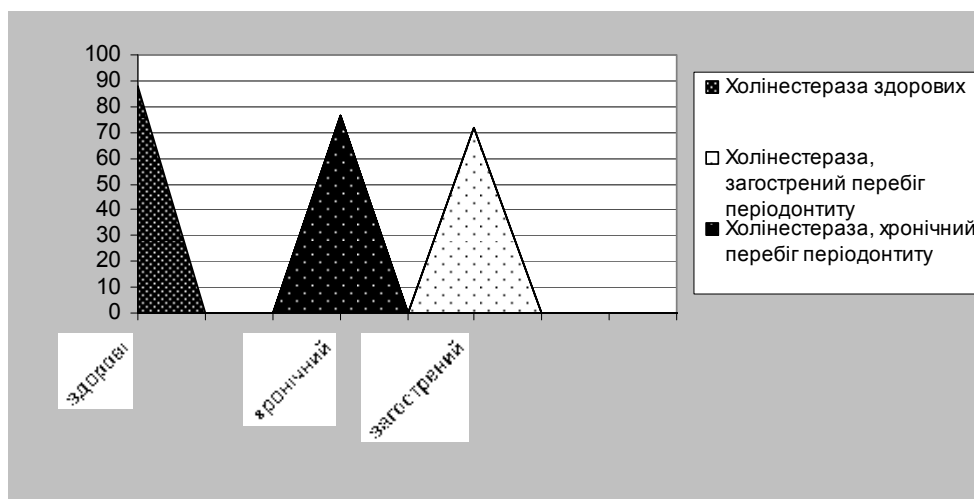 100
90
80
70
60
50
40
30
20
10
0
здорові
хронічний
загострений
Холінестераза здорових
Холінестераза,
загострений перебіг
періодонтиту
Холінестераза, хронічний
перебіг періодонтиту